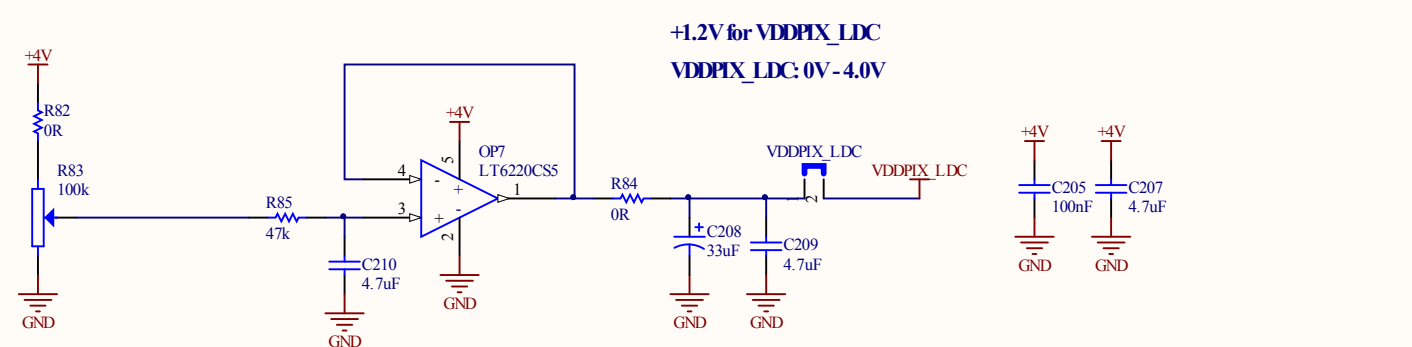 +1.2V for VDDPIX_LDC
VDDPIX_LDC: 0V - 4.0V
+4V
R82
0R
R83
100k
GND
R85
47k
C210
4.7uF
GND
4
3
-
+
+4V
5
+
-
2
GND
OP7
LT6220CS5
1
R84
0R
+
C208
33uF
GND
C209
4.7uF
GND
VDDPIX_LDC
2
VDDPIX_LDC
+4V
C205
100nF
GND
+4V
C207
4.7uF
GND